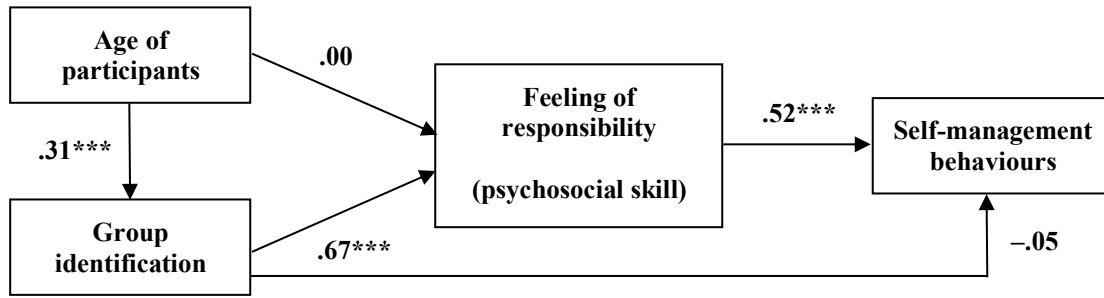 Age of
participants
.00
Feeling of
responsibility
(psychosocial skill)
.52***
Self-management
behaviours
.31***
Group
identification
.67***
–.05